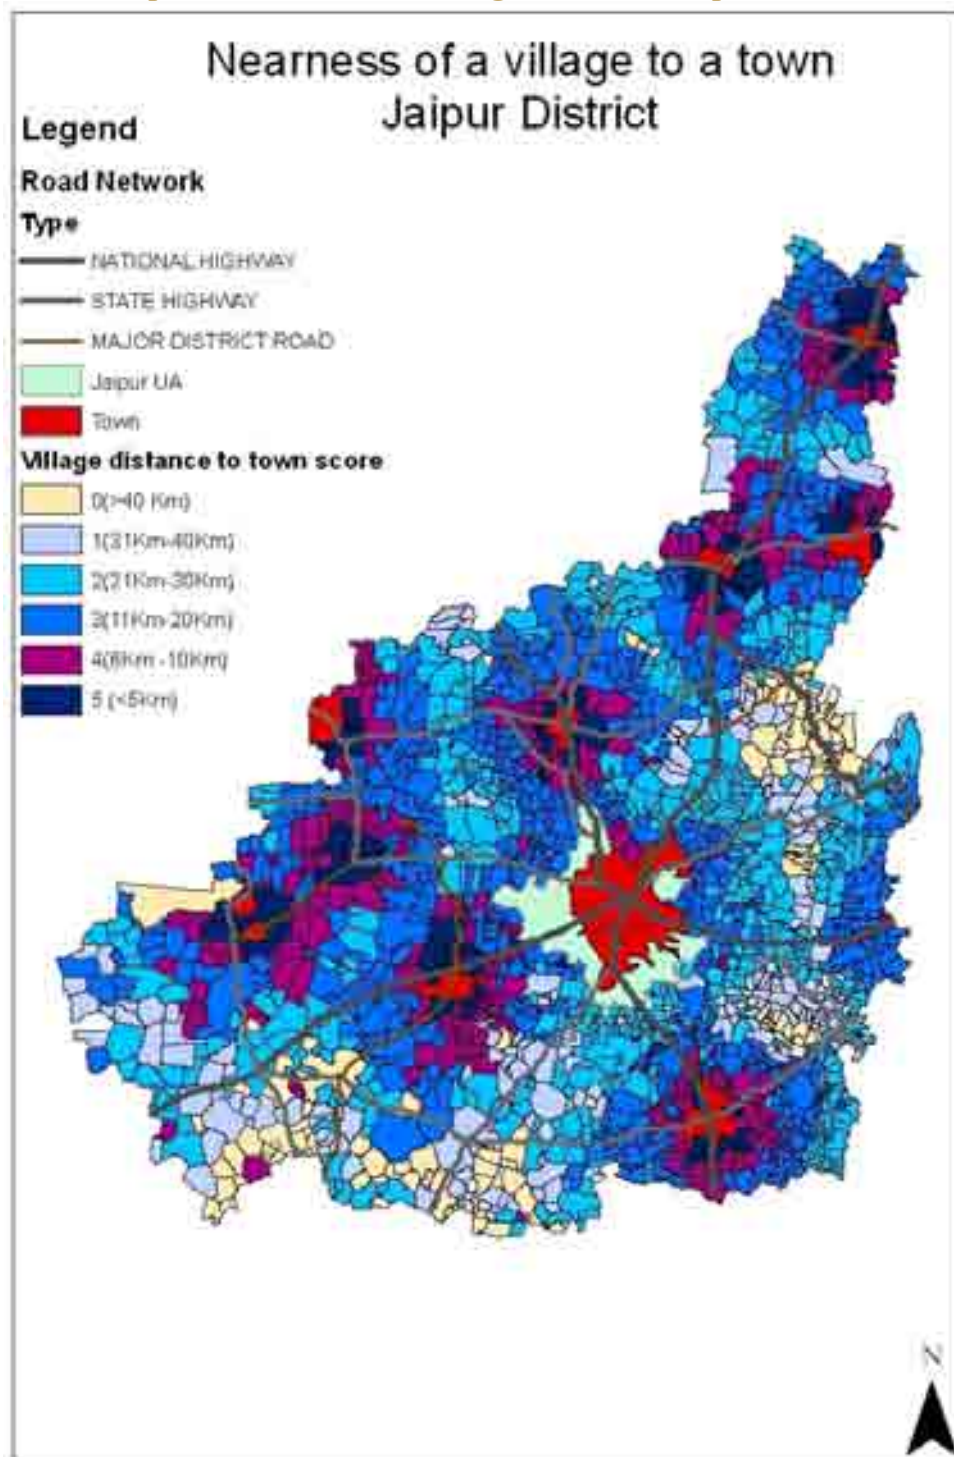 Nearness of a village to a town
Jaipur District
Legend
Road Network
Type
NATIONAL HIGHWAY
STATE HIGHWAY
MAJOR DISTRICT ROAD
Jaipur UA
Town
Village distance to town score
0(>40 Km)
1(31Km-40Km)
2(21Km-30Km)
3(11Km-20Km)
4(6Km -10Km)
5 (<5Km)
N